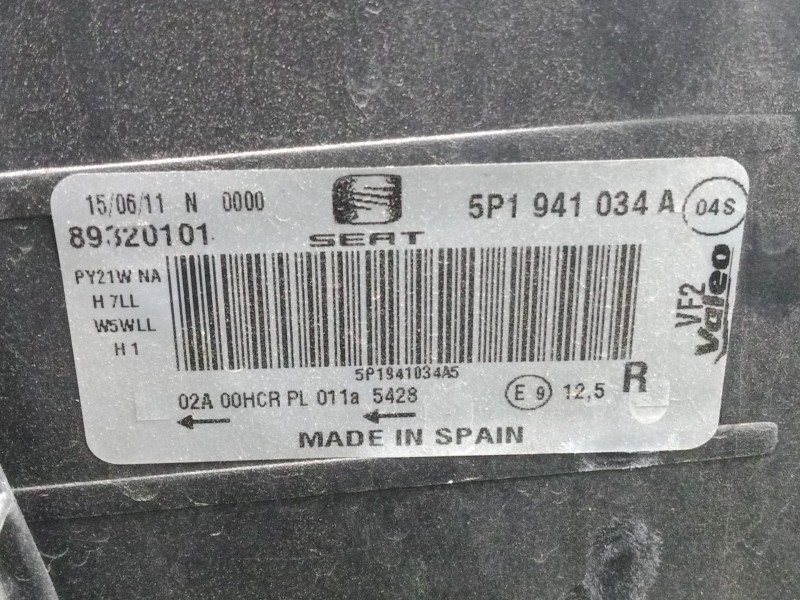 15/06/11 N 0000
89320101
SEAT
5P1 941 034 A
04S
PY21W NA
H 7LL
W5WLL
H 1
5P1941034A5
VF2
Valeo
02A 00HCR PL 011a 5428
E 9 12,5
R
MADE IN SPAIN